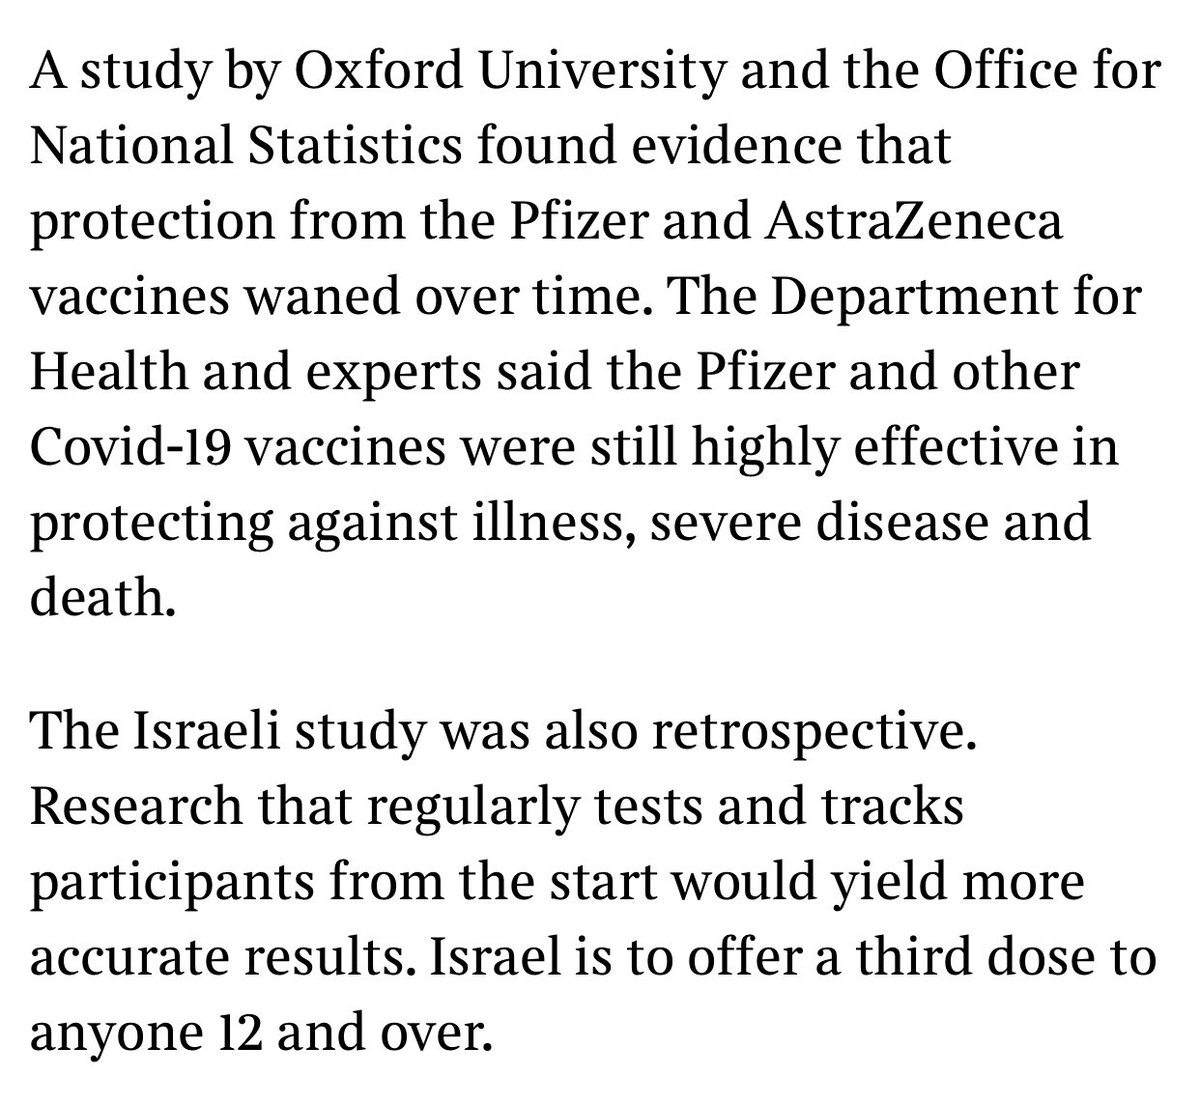 A study by Oxford University and the Office for
National Statistics found evidence that
protection from the Pfizer and AstraZeneca
vaccines waned over time. The Department for
Health and experts said the Pfizer and other
Covid-19 vaccines were still highly effective in
protecting against illness, severe disease and
death.
The Israeli study was also retrospective.
Research that regularly tests and tracks
participants from the start would yield more
accurate results. Israel is to offer a third dose to
anyone 12 and over.